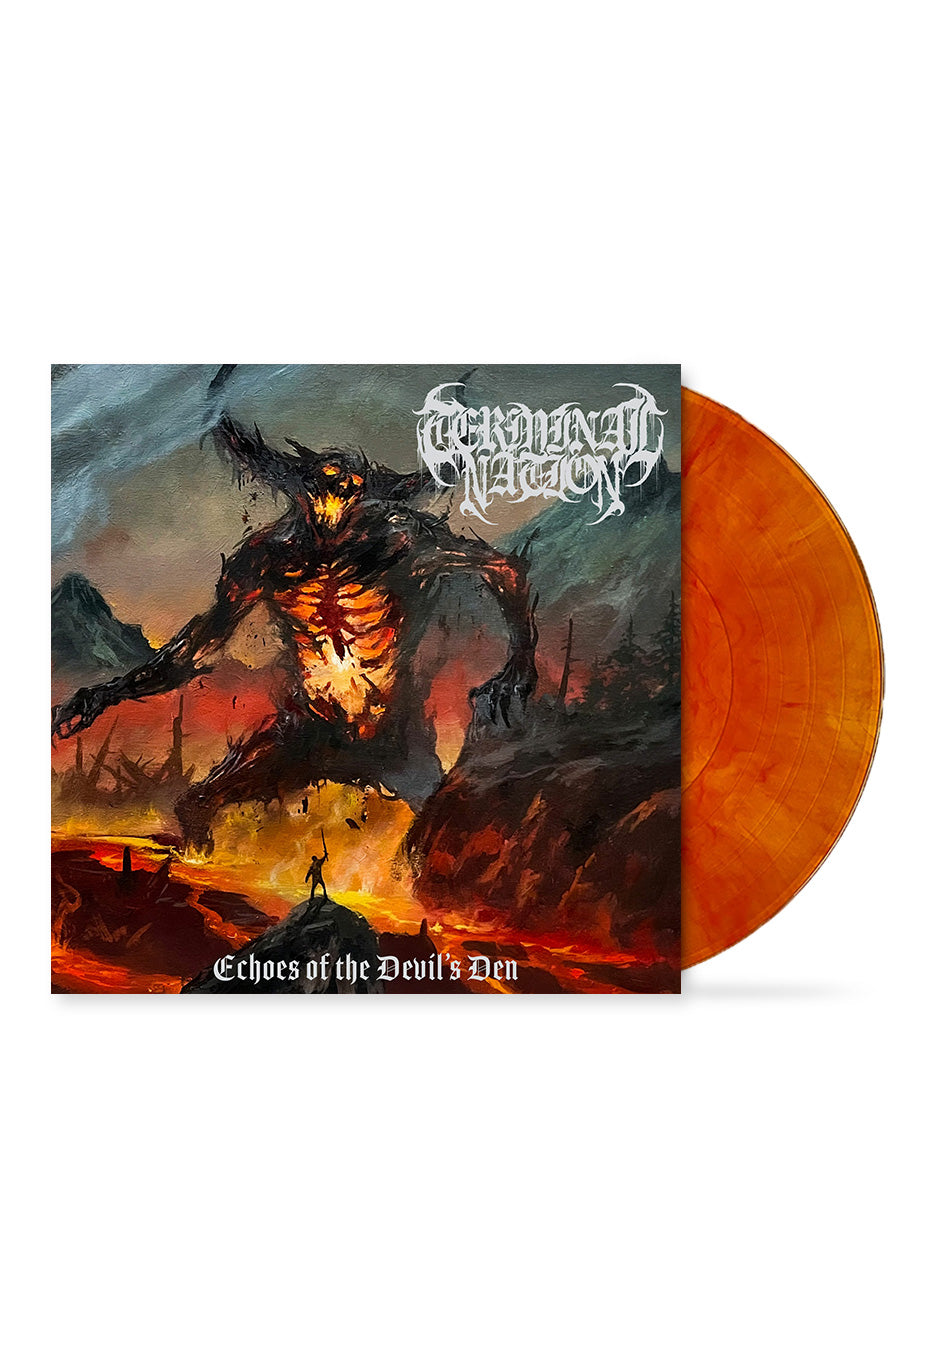 TERMINAL
NATION
Echoes of the Devil's Den